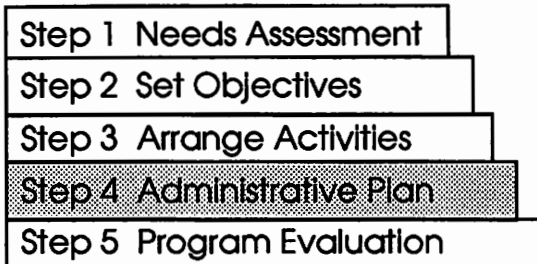 Step 1 Needs Assessment
Step 2 Set Objectives
Step 3 Arrange Activities
Step 4 Administrative Plan
Step 5 Program Evaluation